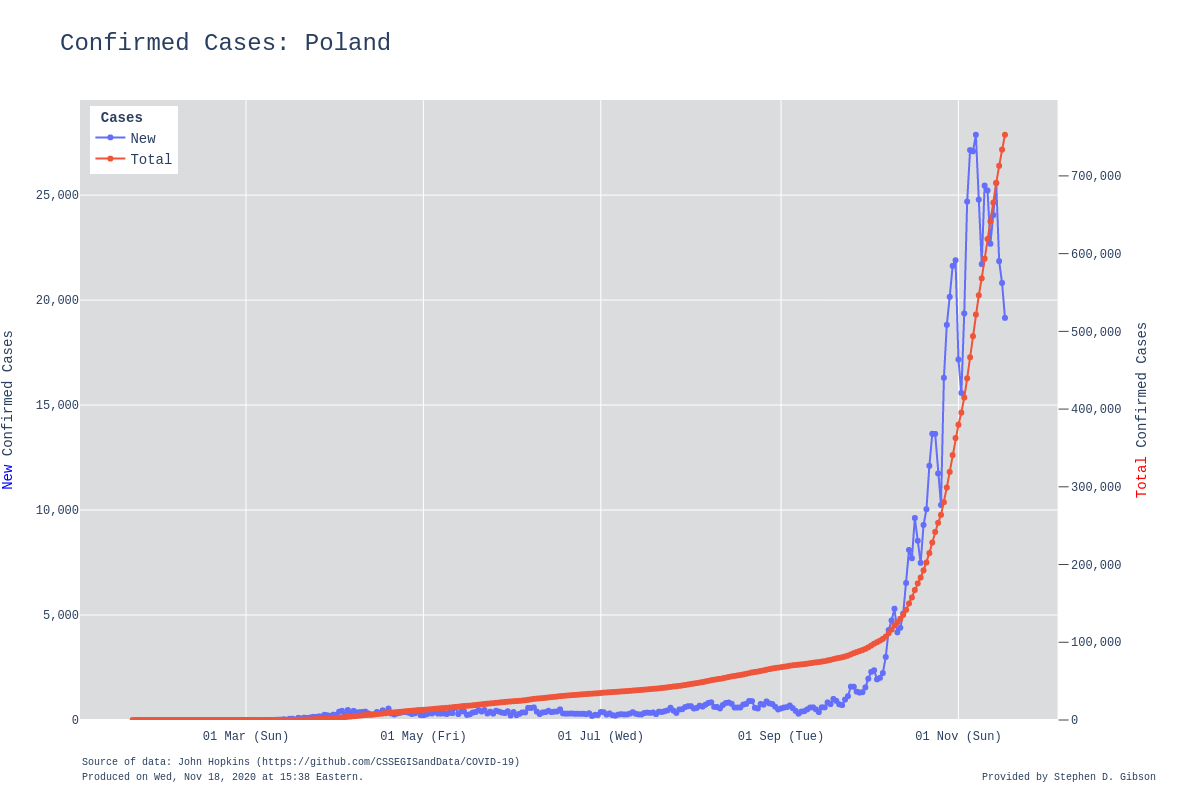 Confirmed Cases: Poland
Cases
New
Total
25,000
20,000
15,000
10,000
5,000
0
New Confirmed Cases
700,000
600,000
500,000
400,000
300,000
200,000
100,000
0
Total Confirmed Cases
01 Mar (Sun)
01 May (Fri)
01 Jul (Wed)
01 Sep (Tue)
01 Nov (Sun)
Source of data: John Hopkins (https://github.com/CSSEGISandData/COVID-19)
Produced on Wed, Nov 18, 2020 at 15:38 Eastern.
Provided by Stephen D. Gibson